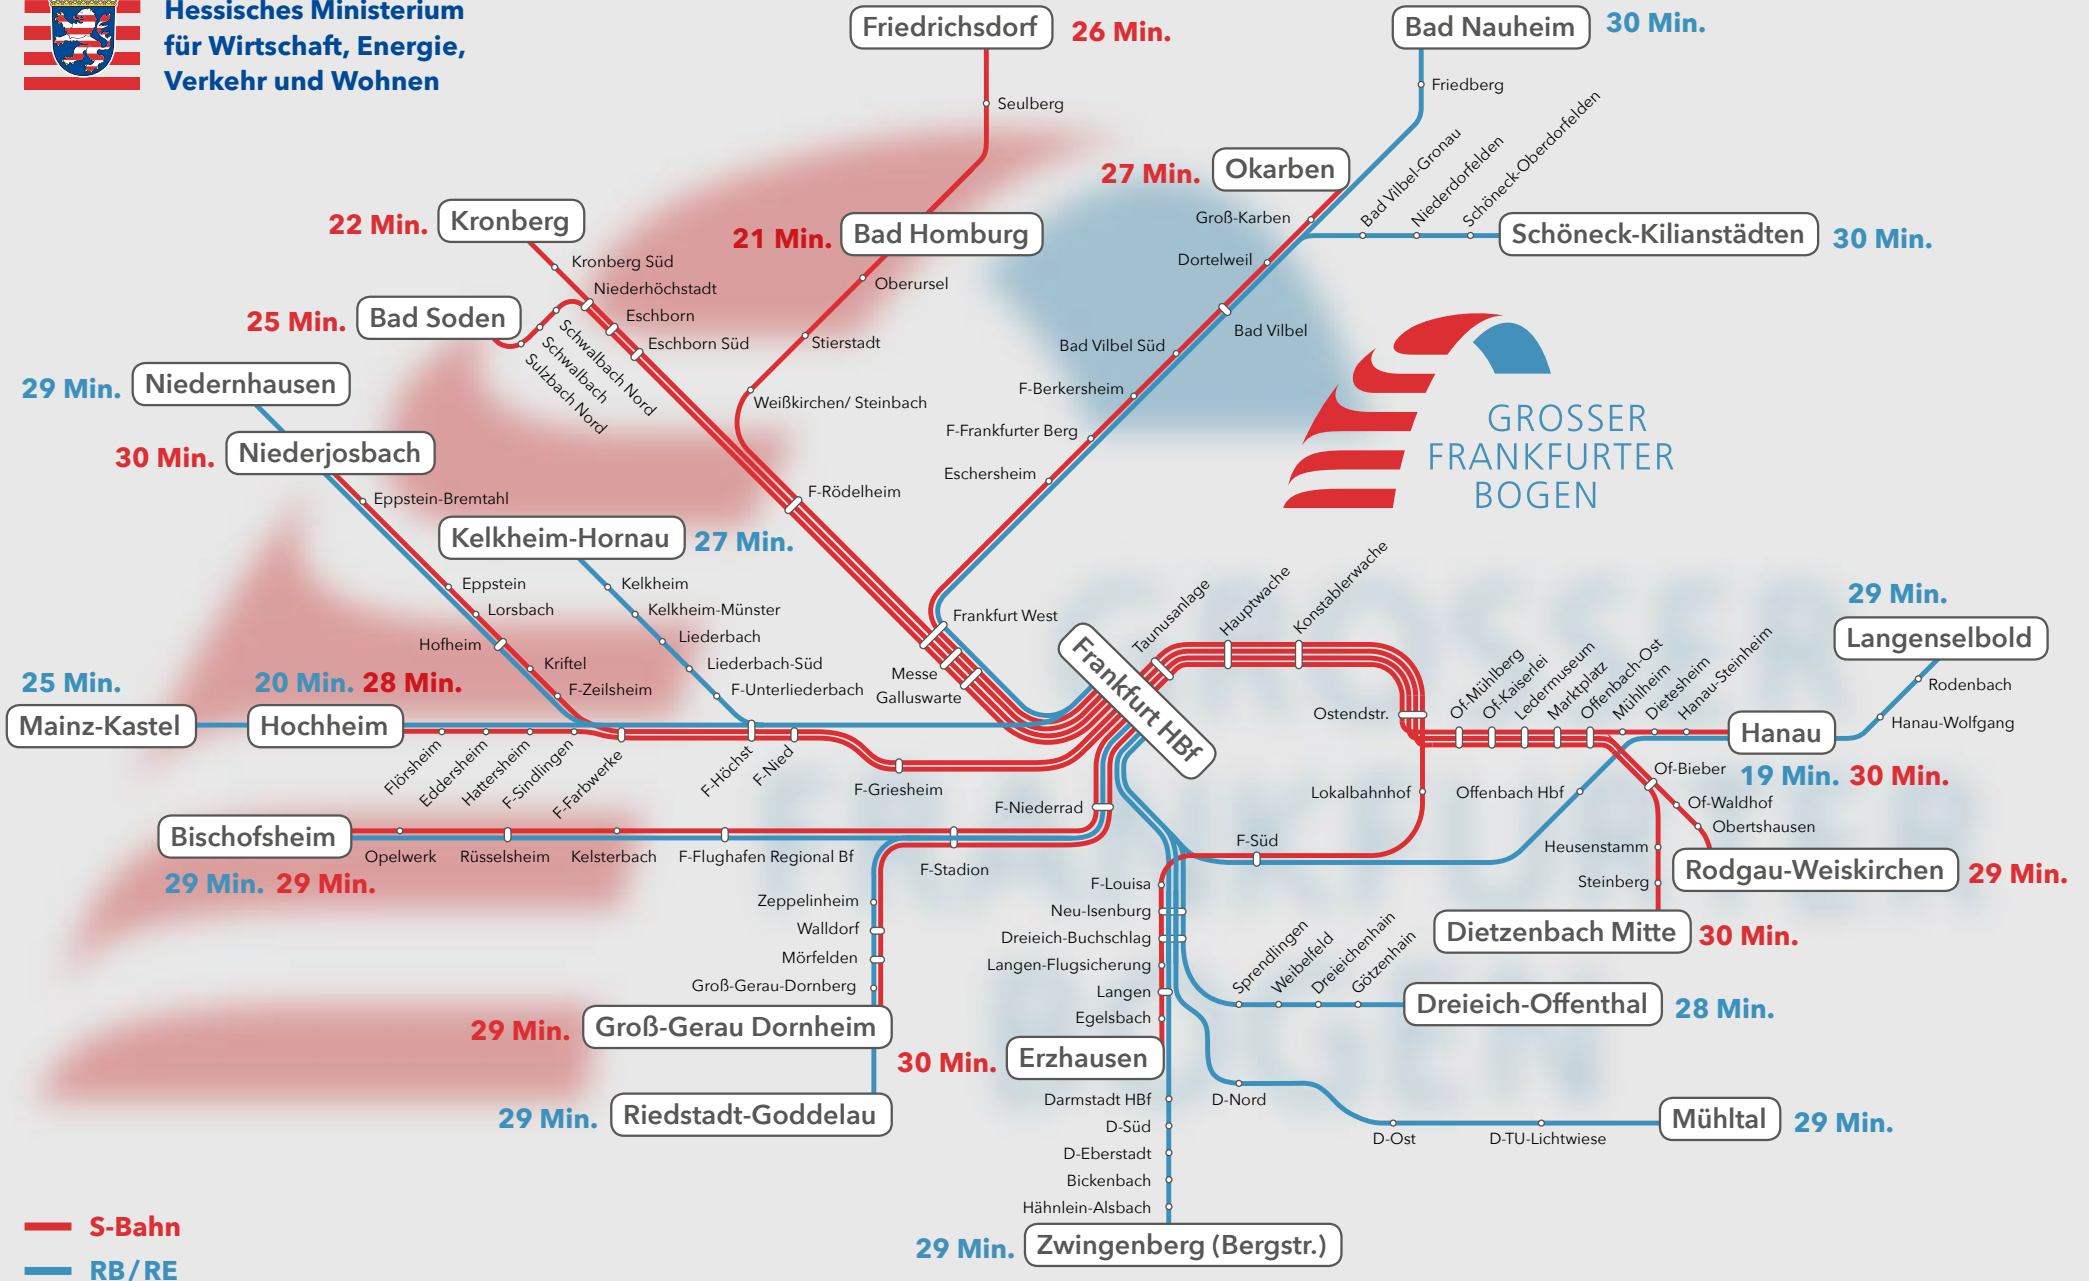 Hessisches Ministerium
für Wirtschaft, Energie,
Verkehr und Wohnen
Friedrichsdorf
26 Min.
Bad Nauheim
30 Min.
Friedberg
Seulberg
Okarben
27 Min.
Bad Vilbel-Gronau
Niederdorfelden
Schöneck-Oberdorfelden
Groß-Karben
Schöneck-Kilianstädten
30 Min.
Dortelweil
Bad Vilbel
Bad Vilbel Süd
F-Berkersheim
F-Frankfurter Berg
Eschersheim
22 Min.
Kronberg
Kronberg Süd
Niederhöchstadt
Eschborn
Eschborn Süd
21 Min.
Bad Homburg
Oberursel
Stierstadt
Weißkirchen/ Steinbach
F-Rödelheim
25 Min.
Bad Soden
Schwalbach Nord
Schwalbach
Sulzbach Nord
29 Min.
Niedernhausen
30 Min.
Niederjosbach
Eppstein-Bremtahl
Eppstein
Lorsbach
Hofheim
Kriftel
F-Zeilsheim
Kelkheim-Hornau
27 Min.
Kelkheim
Kelkheim-Münster
Liederbach
Liederbach-Süd
F-Unterliederbach
Frankfurt West
Messe
Galluswarte
GROSSER
FRANKFURTER
BOGEN
GROSSER
FRANKFURTER
BOGEN
Frankfurt HBf
Taunusanlage
Hauptwache
Konstablerwache
Ostendstr.
Lokalbahnhof
25 Min.
Mainz-Kastel
20 Min. 28 Min.
Hochheim
Flörsheim
Eddersheim
Hattersheim
F-Sindlingen
F-Farbwerke
F-Höchst
F-Nied
F-Griesheim
F-Niederrad
Of-Mühlberg
Of-Kaiserlei
Ledermuseum
Marktplatz
Offenbach-Ost
Mühlheim
Dietesheim
Hanau-Steinheim
Hanau
19 Min. 30 Min.
29 Min.
Langenselbold
Rodenbach
Hanau-Wolfgang
Offenbach Hbf
Of-Bieber
Of-Waldhof
Obertshausen
Rodgau-Weiskirchen
29 Min.
Heusenstamm
Steinberg
Dietzenbach Mitte
30 Min.
Bischofsheim
29 Min. 29 Min.
Opelwerk
Rüsselsheim
Kelsterbach
F-Flughafen Regional Bf
F-Stadion
Zeppelinheim
Walldorf
Mörfelden
Groß-Gerau-Dornberg
29 Min.
Groß-Gerau Dornheim
29 Min.
Riedstadt-Goddelau
F-Süd
F-Louisa
Neu-Isenburg
Dreieich-Buchschlag
Langen-Flugsicherung
Langen
Egelsbach
30 Min.
Erzhausen
Sprendlingen
Weibelfeld
Dreieichenhain
Götzenhain
Dreieich-Offenthal
28 Min.
Darmstadt HBf
D-Süd
D-Eberstadt
Bickenbach
Hähnlein-Alsbach
29 Min.
Zwingenberg (Bergstr.)
D-Nord
D-Ost
D-TU-Lichtwiese
Mühltal
29 Min.
S-Bahn
RB/RE